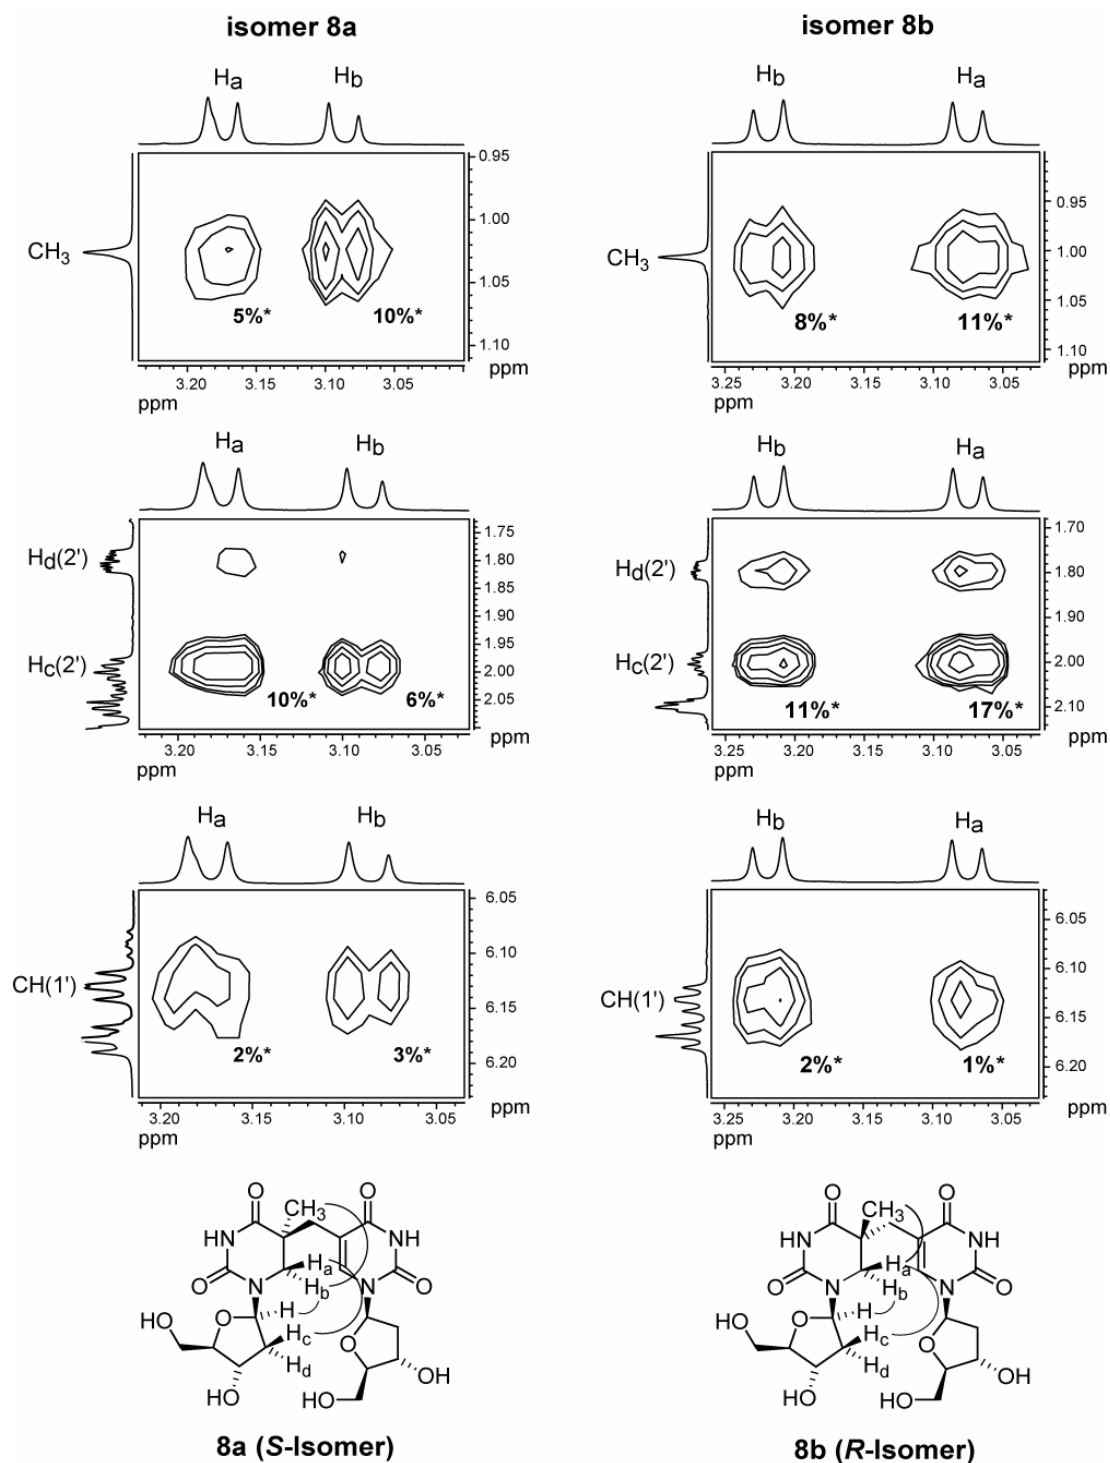 isomer 8a
isomer 8b
Ha
Hb
Hb
Ha
CH3
0.95
1.00
1.05
1.10
ppm
5%*
10%*
3.20
3.15
3.10
3.05
ppm
CH3
0.95
1.00
1.05
1.10
ppm
8%*
11%*
3.25
3.20
3.15
3.10
3.05
ppm
Ha
Hb
Hb
Ha
Hd(2')
Hc(2')
1.75
1.80
1.85
1.90
1.95
2.00
2.05
ppm
10%*
6%*
3.20
3.15
3.10
3.05
ppm
Hd(2')
Hc(2')
1.70
1.80
1.90
2.00
2.10
ppm
11%*
17%*
3.25
3.20
3.15
3.10
3.05
ppm
Ha
Hb
Hb
Ha
CH(1')
6.05
6.10
6.15
6.20
ppm
2%*
3%*
3.20
3.15
3.10
3.05
ppm
CH(1')
6.05
6.10
6.15
6.20
ppm
2%*
1%*
3.25
3.20
3.15
3.10
3.05
ppm
O
CH3
O
NH
NH
Ha
Hb
O
N
N
O
H
HO
O
Hc
O
Hd
HO
OH
HO
O
CH3
O
NH
NH
Ha
Hb
O
N
N
O
H
HO
O
Hc
O
Hd
HO
OH
HO
8a (S-Isomer)
8b (R-Isomer)